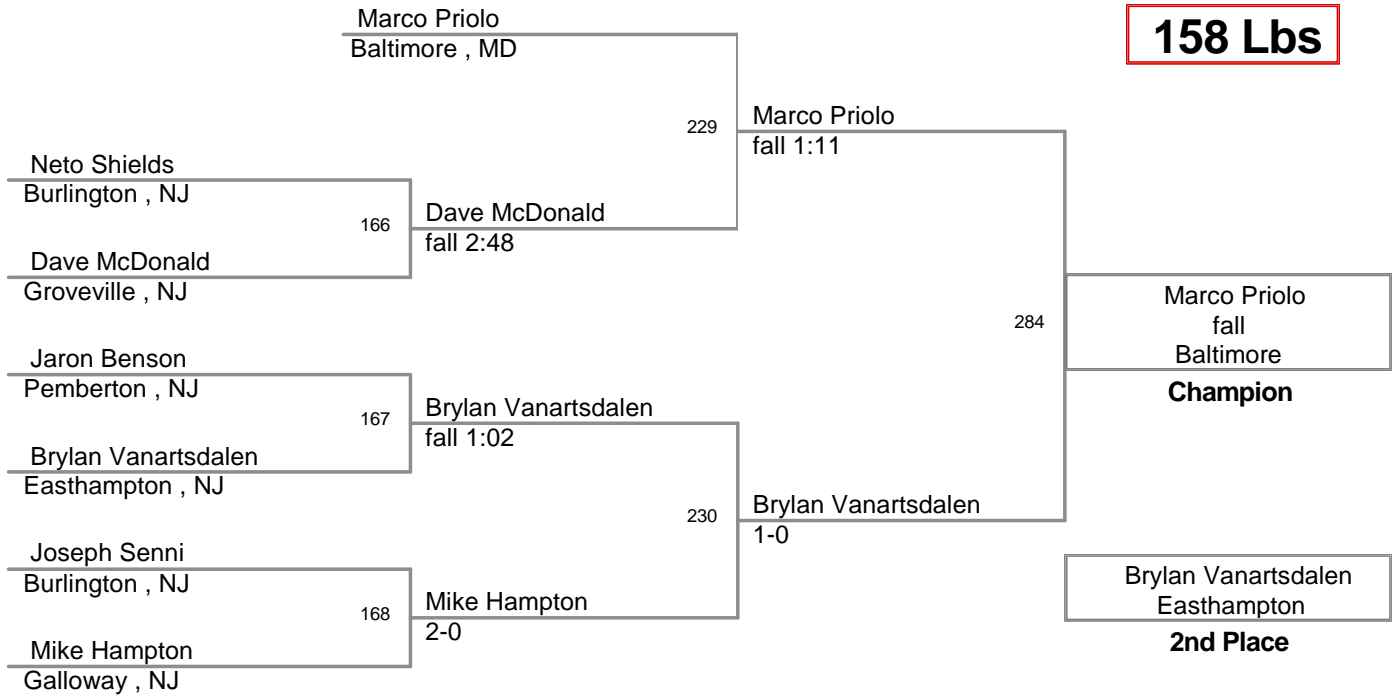 Marco Priolo
Baltimore , MD
158 Lbs
229
Marco Priolo
fall 1:11
Neto Shields
Burlington , NJ
166
Dave McDonald
fall 2:48
Dave McDonald
Groveville , NJ
284
Marco Priolo
fall
Baltimore
Champion
Jaron Benson
Pemberton , NJ
167
Brylan Vanartsdalen
fall 1:02
Brylan Vanartsdalen
Easthampton , NJ
230
Brylan Vanartsdalen
1-0
Joseph Senni
Burlington , NJ
168
Mike Hampton
2-0
Mike Hampton
Galloway , NJ
Brylan Vanartsdalen
Easthampton
2nd Place